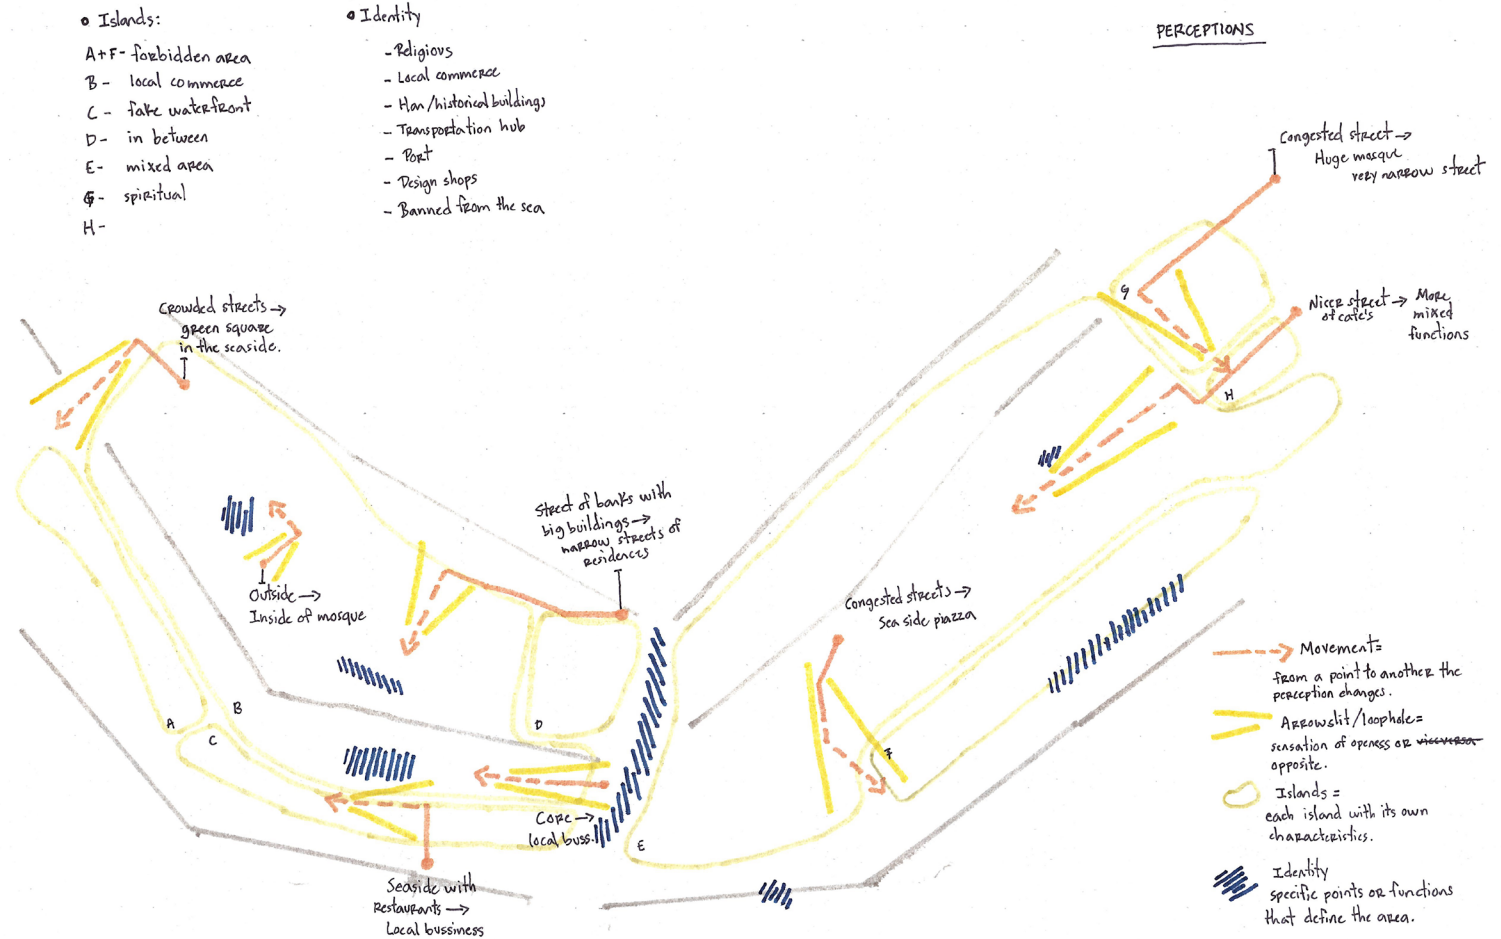 • Islands:
A+F- forbidden area
B- local commerce
C- fake waterfront
D- in between
E- mixed area
G- spiritual
H-
• Identity
- Religious
- Local commerce
- Han/historical buildings
- Transportation hub
- Port
- Design shops
- Banned from the sea
PERCEPTIONS
Congested street→
Huge mosque
very narrow street
Nicer street → More
of cafe's mixed
functions
Crowded streets→
green square
in the seaside.
Street of banks with
big buildings→
narrow streets of
residences
Outside→
Inside of mosque
Congested streets→
Sea side piazza
G
H
A
B
C
D
E
F
Core→
local buss.
Seaside with
Restaurants→
Local bussiness
Movement=
from a point to another the
perception changes.
Arrowslit/loophole=
sensation of openess or viceversa
opposite.
Islands=
each island with its own
characteristics.
Identity
specific points or functions
that define the area.